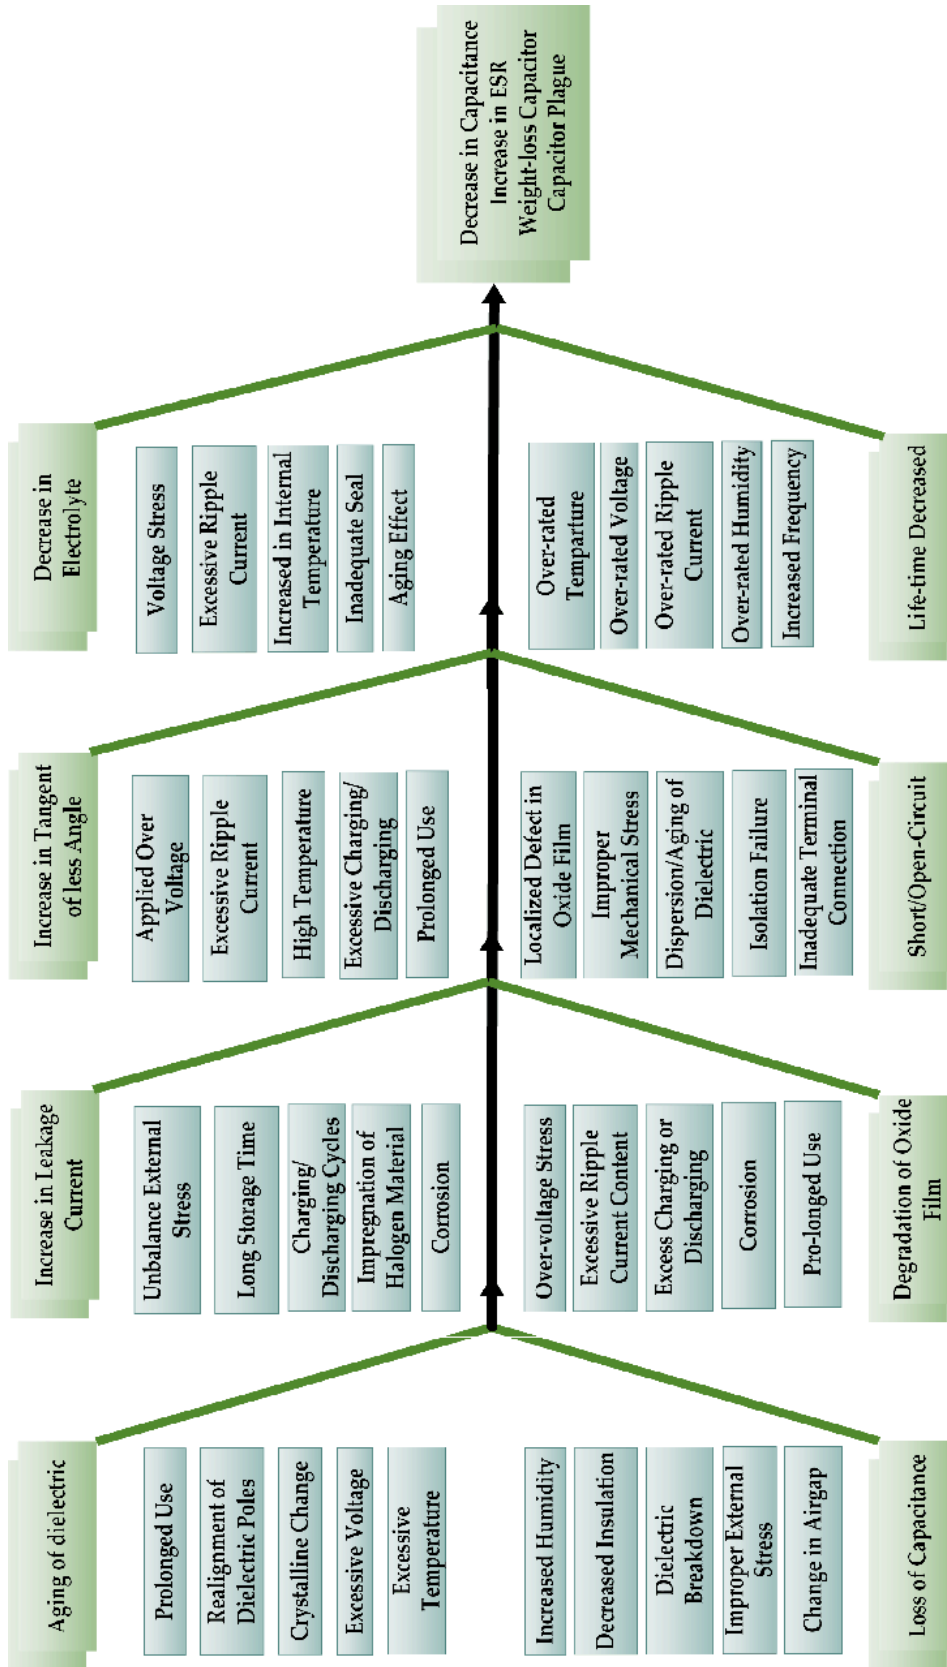 Aging of dielectric
Prolonged Use
Realignment of
Dielectric Poles
Crystalline Change
Excessive Voltage
Excessive
Temperature
Increase in Leakage
Current
Unbalance External
Stress
Long Storage Time
Charging/
Discharging Cycles
Impregnation of
Halogen Material
Corrosion
Increase in Tangent
of less Angle
Applied Over
Voltage
Excessive Ripple
Current
High Temperature
Excessive Charging/
Discharging
Prolonged Use
Decrease in
Electrolyte
Voltage Stress
Excessive Ripple
Current
Increased in Internal
Temperature
Inadequate Seal
Aging Effect
Decrease in Capacitance
Increase in ESR
Weight-loss Capacitor
Capacitor Plague
Increased Humidity
Decreased Insulation
Dielectric
Breakdown
Improper External
Stress
Change in Airgap
Loss of Capacitance
Over-voltage Stress
Excessive Ripple
Current Content
Excess Charging or
Discharging
Corrosion
Pro-longed Use
Degradation of Oxide
Film
Localized Defect in
Oxide Film
Improper
Mechanical Stress
Dispersion/Aging of
Dielectric
Isolation Failure
Inadequate Terminal
Connection
Short/Open-Circuit
Over-rated
Temparture
Over-rated Voltage
Over-rated Ripple
Current
Over-rated Humidity
Increased Frequency
Life-time Decreased